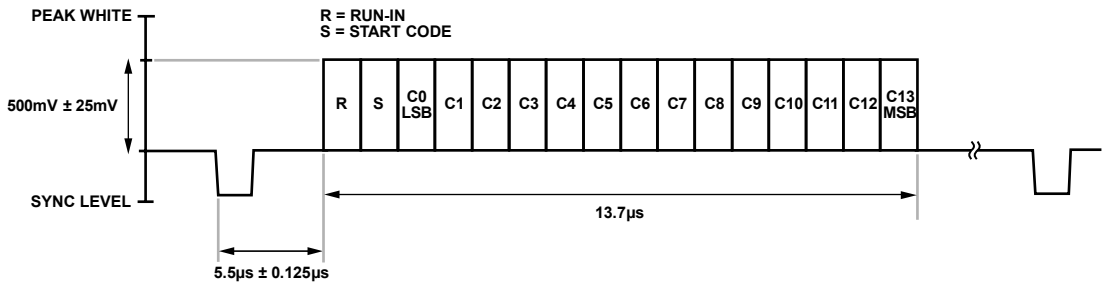 PEAK WHITE
R = RUN-IN
S = START CODE
500mV ± 25mV
R S C0 LSB C1 C2 C3 C4 C5 C6 C7 C8 C9 C10 C11 C12 C13 MSB
SYNC LEVEL
13.7µs
5.5µs ± 0.125µs